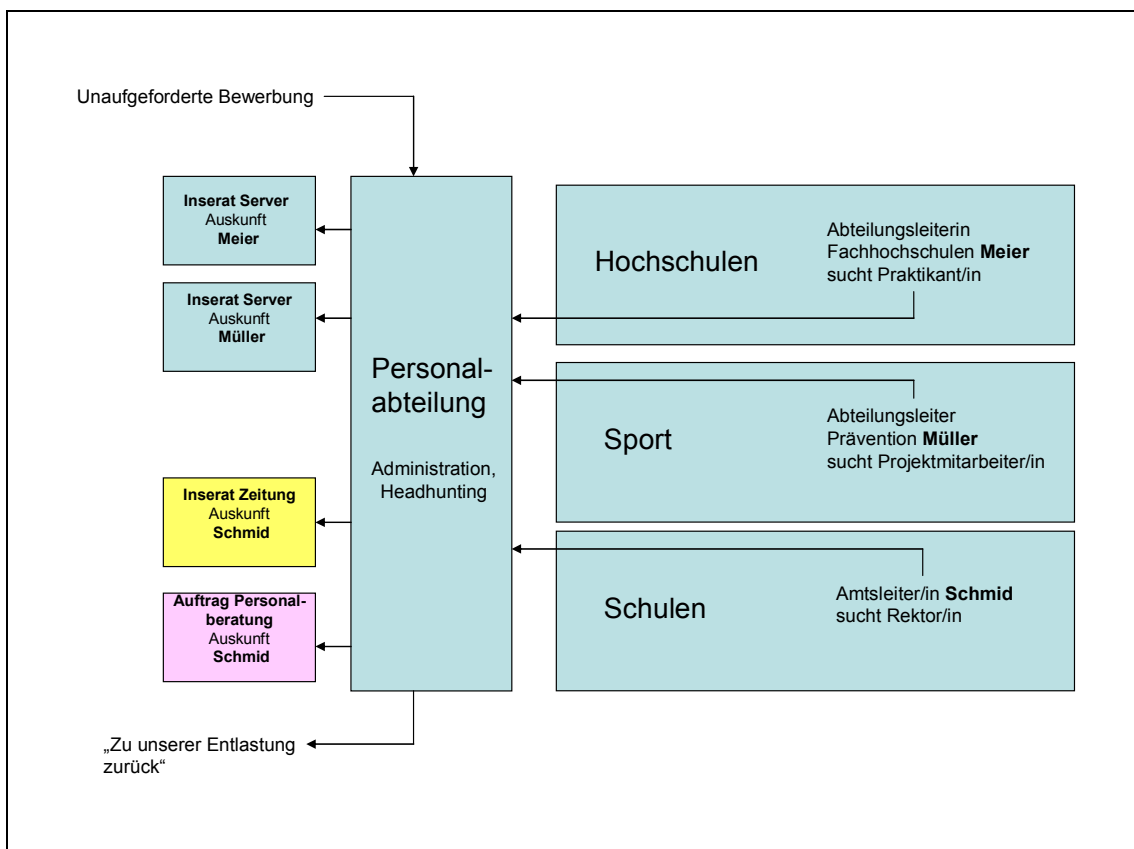 Unaufgeforderte Bewerbung
Inserat Server
Auskunft
Meier
Inserat Server
Auskunft
Müller
Inserat Zeitung
Auskunft
Schmid
Auftrag Personal-
beratung
Auskunft
Schmid
Personal-
abteilung
Administration,
Headhunting
Hochschulen
Abteilungsleiterin
Fachhochschulen Meier
sucht Praktikant/in
Sport
Abteilungsleiter
Prävention Müller
sucht Projektmitarbeiter/in
Schulen
Amtsleiter/in Schmid
sucht Rektor/in
„Zu unserer Entlastung
zurück“